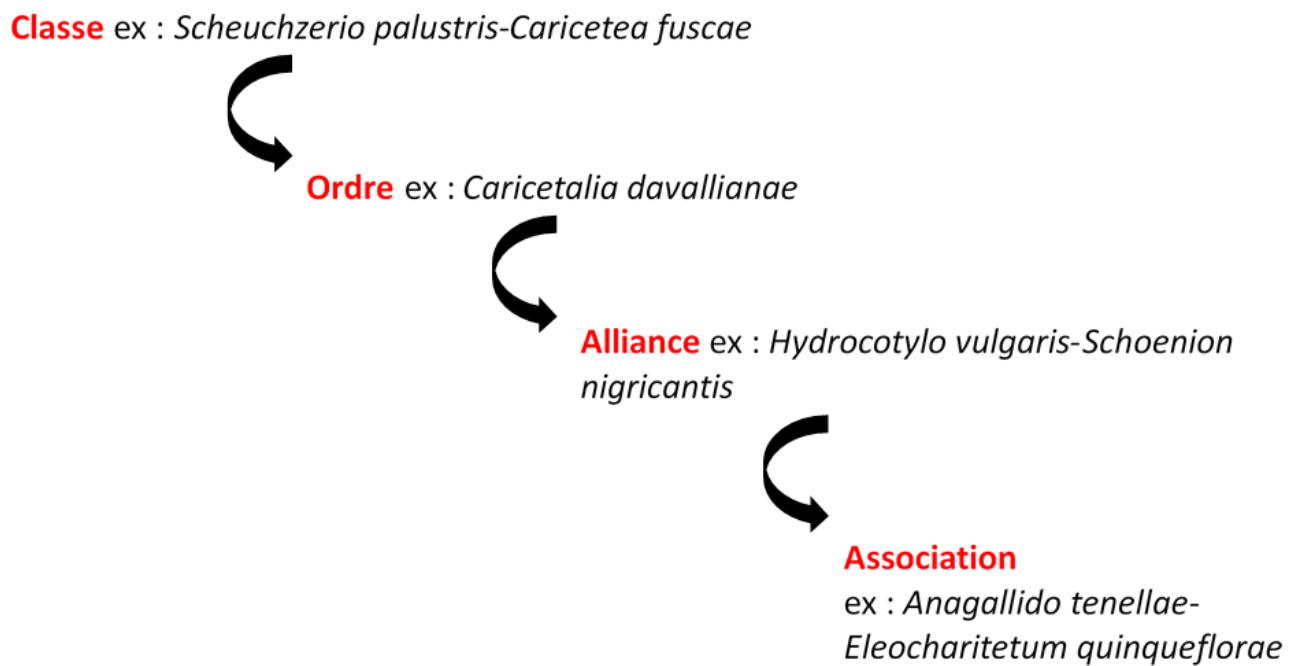 Classe ex : Scheuchzerio palustris-Caricetea fuscae
Ordre ex : Caricetalia davallianae
Alliance ex : Hydrocotylo vulgaris-Schoenion
nigricantis
Association
ex : Anagallido tenellae-
Eleocharitetum quinqueflorae